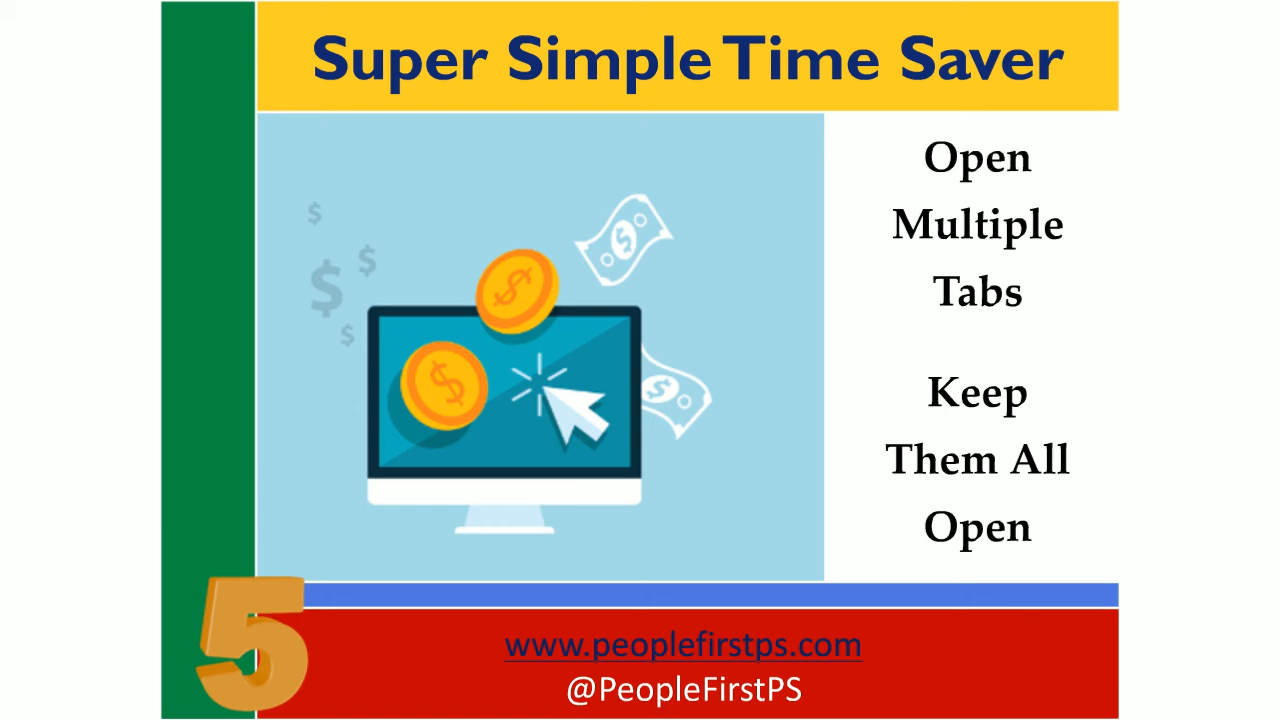 Super Simple Time Saver
Open
Multiple
Tabs
Keep
Them All
Open
$
$
$
$
$
$
$
$
5
www.peoplefirstps.com
@PeopleFirstPS